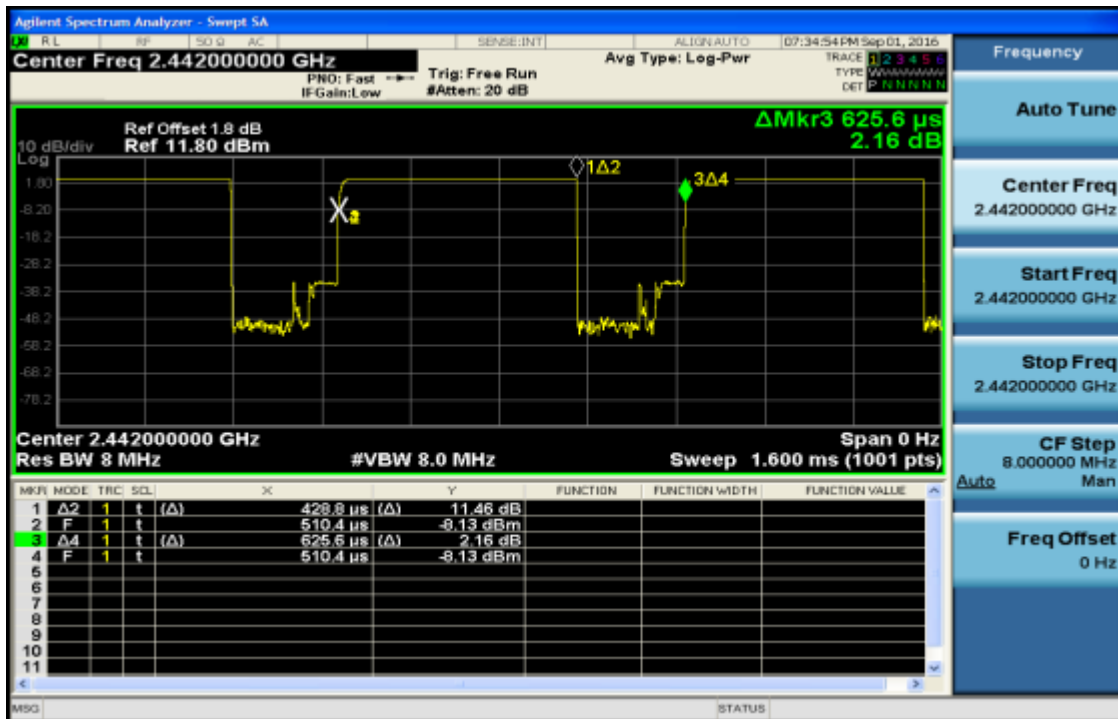 Agilent Spectrum Analyzer - Swept SA
RL RF 50 Ω AC SENSE:INT ALIGN AUTO 07:34:54 PM Sep 01, 2016
Center Freq 2.442000000 GHz
PNO: Fast
IFGain:Low
Trig: Free Run
#Atten: 20 dB
Avg Type: Log-Pwr
TRACE 1 2 3 4 5 6
TYPE
DET P N N N N N
ΔMkr3 625.6 µs
2.16 dB
Ref Offset 1.8 dB
10 dB/div Ref 11.80 dBm
Log
1.80
-8.20
-18.2
-28.2
-38.2
-48.2
-58.2
-68.2
-78.2
1Δ2
3Δ4
Center 2.442000000 GHz Span 0 Hz
Res BW 8 MHz #VBW 8.0 MHz Sweep 1.600 ms (1001 pts)
MKR MODE TRC SCL X Y FUNCTION FUNCTION WIDTH FUNCTION VALUE
1 Δ2 1 t (Δ) 428.8 µs (Δ) 11.46 dB
2 F 1 t 510.4 µs -8.13 dBm
3 Δ4 1 t (Δ) 625.6 µs (Δ) 2.16 dB
4 F 1 t 510.4 µs -8.13 dBm
5
6
7
8
9
10
11
MSG STATUS
Frequency
Auto Tune
Center Freq
2.442000000 GHz
Start Freq
2.442000000 GHz
Stop Freq
2.442000000 GHz
CF Step
8.000000 MHz
Auto Man
Freq Offset
0 Hz